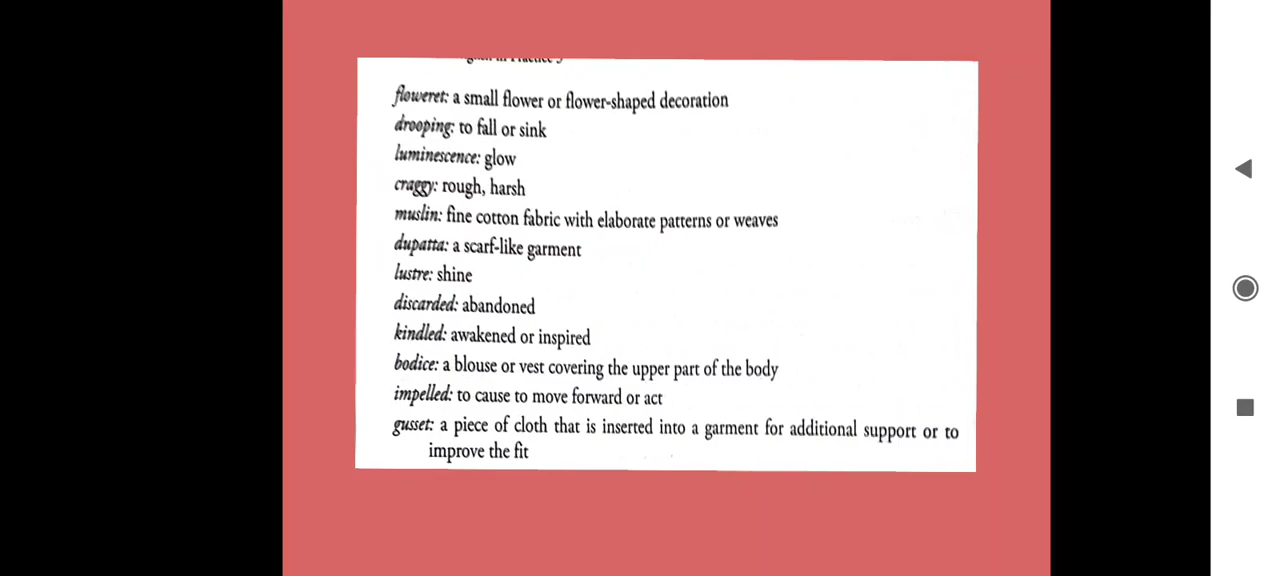 floweret: a small flower or flower-shaped decoration
drooping: to fall or sink
luminescence: glow
craggy: rough, harsh
muslin: fine cotton fabric with elaborate patterns or weaves
dupatta: a scarf-like garment
lustre: shine
discarded: abandoned
kindled: awakened or inspired
bodice: a blouse or vest covering the upper part of the body
impelled: to cause to move forward or act
gusset: a piece of cloth that is inserted into a garment for additional support or to
improve the fit